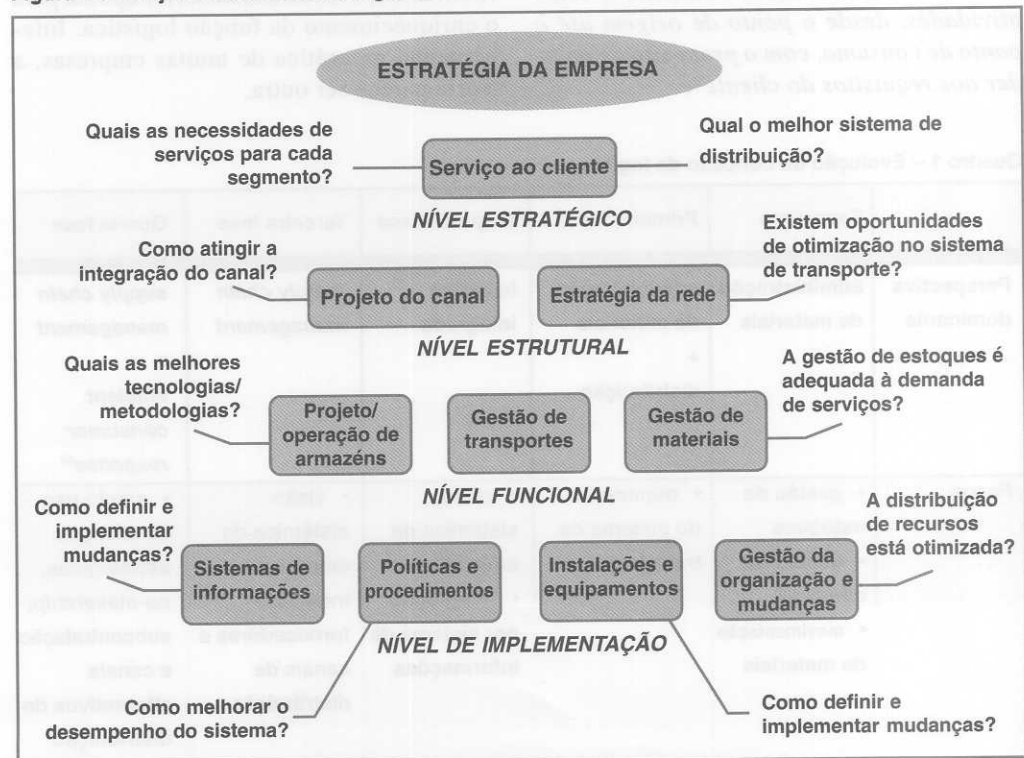 ESTRATÉGIA DA EMPRESA
Quais as necessidades de
serviços para cada
segmento?
Serviço ao cliente
Qual o melhor sistema de
distribuição?
NÍVEL ESTRATÉGICO
Como atingir a
integração do canal?
Projeto do canal
Estratégia da rede
Existem oportunidades
de otimização no sistema
de transporte?
NÍVEL ESTRUTURAL
Quais as melhores
tecnologias/
metodologias?
Projeto/
operação de
armazéns
Gestão de
transportes
Gestão de
materiais
A gestão de estoques é
adequada à demanda
de serviços?
NÍVEL FUNCIONAL
Como definir e
implementar
mudanças?
Sistemas de
informações
Políticas e
procedimentos
Instalações e
equipamentos
Gestão da
organização e
mudanças
A distribuição
de recursos
está otimizada?
NÍVEL DE IMPLEMENTAÇÃO
Como melhorar o
desempenho do sistema?
Como definir e
implementar mudanças?